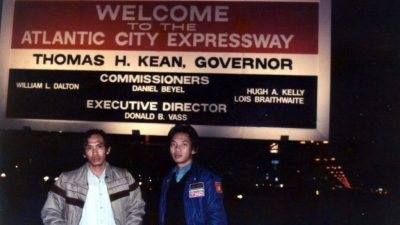 WELCOME
TO THE
ATLANTIC CITY EXPRESSWAY
THOMAS H. KEAN, GOVERNOR
COMMISSIONERS
WILLIAM L. DALTON
DANIEL BEYEL
HUGH A. KELLY
LOIS BRAITHWAITE
EXECUTIVE DIRECTOR
DONALD B. VASS